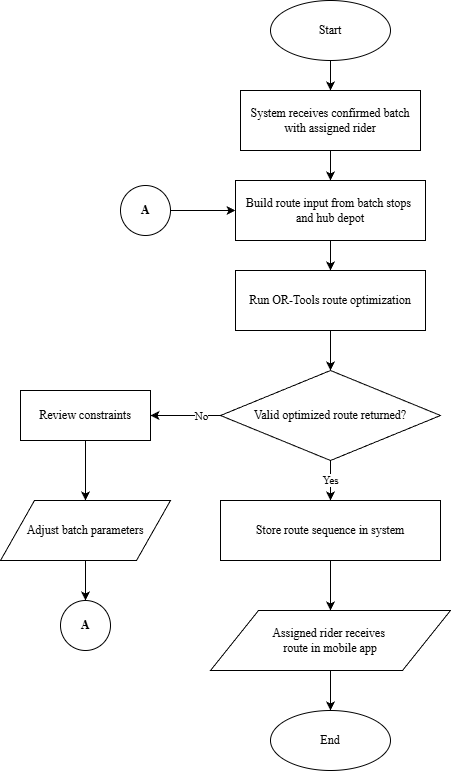 Start
System receives confirmed batch
with assigned rider
A
Build route input from batch stops
and hub depot
Run OR-Tools route optimization
Valid optimized route returned?
No
Review constraints
Yes
Adjust batch parameters
Store route sequence in system
A
Assigned rider receives
route in mobile app
End